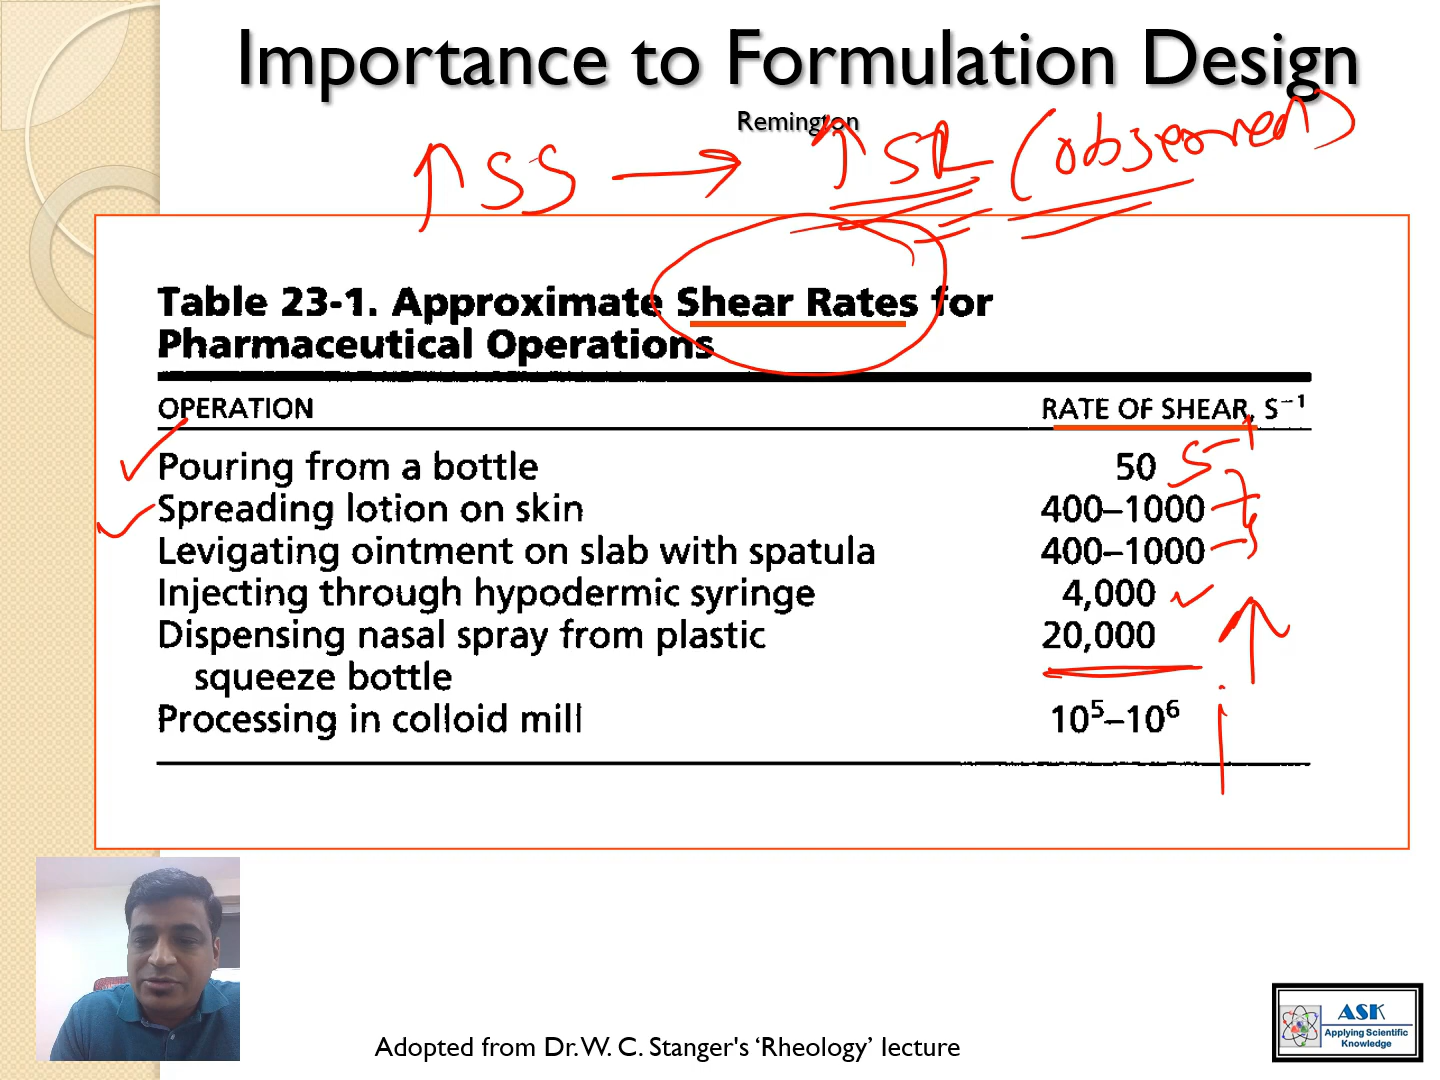 Importance to Formulation Design
Remington
↑ SS → ↑ SR (observed)
Table 23-1. Approximate Shear Rates for
Pharmaceutical Operations
OPERATION RATE OF SHEAR, S⁻¹
Pouring from a bottle 50 S⁻¹
Spreading lotion on skin 400–1000
Levigating ointment on slab with spatula 400–1000
Injecting through hypodermic syringe 4,000
Dispensing nasal spray from plastic 20,000
squeeze bottle
Processing in colloid mill 10⁵–10⁶
Adopted from Dr. W. C. Stanger's ‘Rheology’ lecture
ASK
Applying Scientific
Knowledge